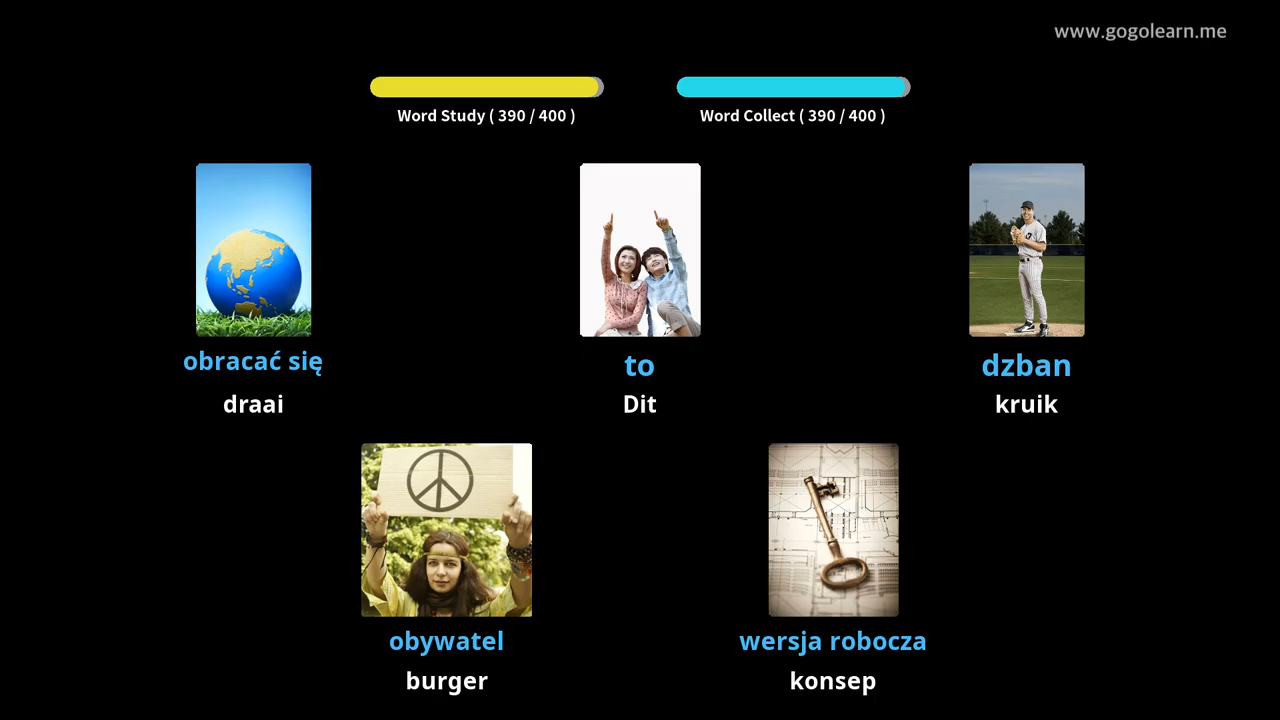 www.gogolearn.me
Word Study ( 390 / 400 )
Word Collect ( 390 / 400 )
obracać się
draai
to
Dit
dzban
kruik
obywatel
burger
wersja robocza
konsep